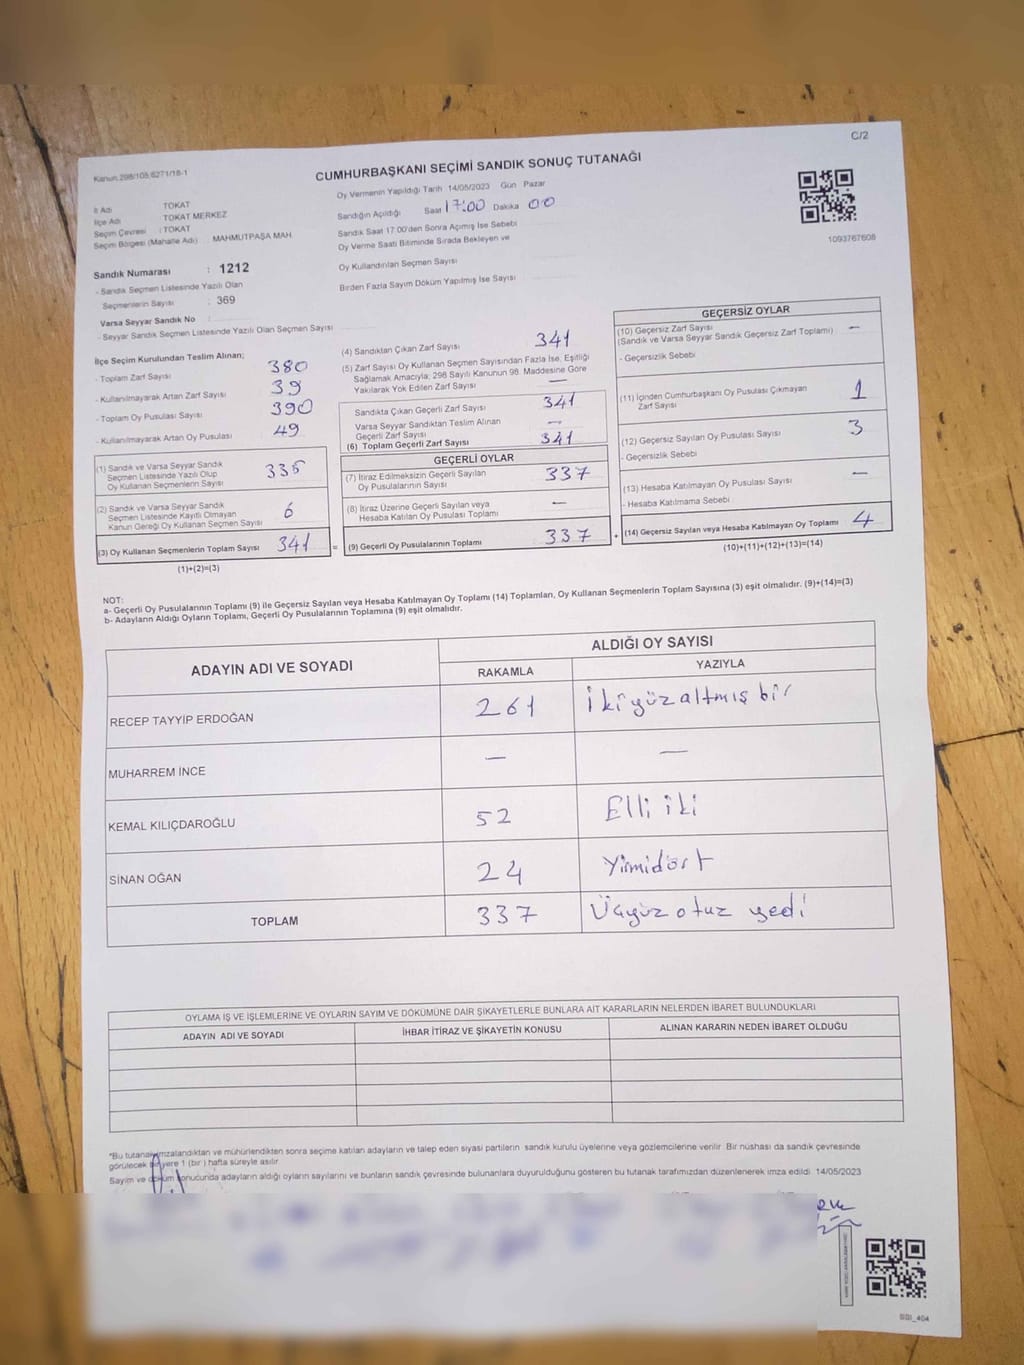 C/2
Kanun 298/105,6271/18-1
CUMHURBAŞKANI SEÇİMİ SANDIK SONUÇ TUTANAĞI
İl Adı TOKAT
İlçe Adı TOKAT MERKEZ
Seçim Çevresi : TOKAT
Seçim Bölgesi (Mahalle Adı) : MAHMUTPAŞA MAH.
Sandık Numarası : 1212
- Sandık Seçmen Listesinde Yazılı Olan
Seçmenlerin Sayısı : 369
Varsa Seyyar Sandık No :
- Seyyar Sandık Seçmen Listesinde Yazılı Olan Seçmen Sayısı
Oy Vermenin Yapıldığı Tarih 14/05/2023 Gün Pazar
Sandığın Açıldığı Saat 17:00 Dakika 00
Sandık Saat 17:00'den Sonra Açılmış İse Sebebi
Oy Verme Saati Bitiminde Sırada Bekleyen ve
Oy Kullandırılan Seçmen Sayısı
Birden Fazla Sayım Döküm Yapılmış İse Sayısı
1093767608
İlçe Seçim Kurulundan Teslim Alınan;
- Toplam Zarf Sayısı 380
- Kullanılmayarak Artan Zarf Sayısı 39
- Toplam Oy Pusulası Sayısı 390
- Kullanılmayarak Artan Oy Pusulası 49
(1) Sandık ve Varsa Seyyar Sandık
Seçmen Listesinde Yazılı Olup
Oy Kullanan Seçmenlerin Sayısı 335
(2) Sandık ve Varsa Seyyar Sandık
Seçmen Listesinde Kayıtlı Olmayan
Kanun Gereği Oy Kullanan Seçmen Sayısı 6
(3) Oy Kullanan Seçmenlerin Toplam Sayısı 341
(1)+(2)=(3)
(4) Sandıktan Çıkan Zarf Sayısı 341
(5) Zarf Sayısı Oy Kullanan Seçmen Sayısından Fazla İse, Eşitliği
Sağlamak Amacıyla; 298 Sayılı Kanunun 98. Maddesine Göre
Yakılarak Yok Edilen Zarf Sayısı —
Sandıkta Çıkan Geçerli Zarf Sayısı 341
Varsa Seyyar Sandıktan Teslim Alınan
Geçerli Zarf Sayısı —
(6) Toplam Geçerli Zarf Sayısı 341
GEÇERLİ OYLAR
(7) İtiraz Edilmeksizin Geçerli Sayılan
Oy Pusulalarının Sayısı 337
(8) İtiraz Üzerine Geçerli Sayılan veya
Hesaba Katılan Oy Pusulası Toplamı —
= (9) Geçerli Oy Pusulalarının Toplamı 337 +
GEÇERSİZ OYLAR
(10) Geçersiz Zarf Sayısı —
(Sandık ve Varsa Seyyar Sandık Geçersiz Zarf Toplamı)
- Geçersizlik Sebebi
(11) İçinden Cumhurbaşkanı Oy Pusulası Çıkmayan
Zarf Sayısı 1
(12) Geçersiz Sayılan Oy Pusulası Sayısı 3
- Geçersizlik Sebebi
(13) Hesaba Katılmayan Oy Pusulası Sayısı —
- Hesaba Katılmama Sebebi
(14) Geçersiz Sayılan veya Hesaba Katılmayan Oy Toplamı 4
(10)+(11)+(12)+(13)=(14)
NOT:
a- Geçerli Oy Pusulalarının Toplamı (9) ile Geçersiz Sayılan veya Hesaba Katılmayan Oy Toplamı (14) Toplamları, Oy Kullanan Seçmenlerin Toplam Sayısına (3) eşit olmalıdır. (9)+(14)=(3)
b- Adayların Aldığı Oyların Toplamı, Geçerli Oy Pusulalarının Toplamına (9) eşit olmalıdır.
ADAYIN ADI VE SOYADI ALDIĞI OY SAYISI
RAKAMLA YAZIYLA
RECEP TAYYİP ERDOĞAN 261 İkiyüzaltmış bir
MUHARREM İNCE — —
KEMAL KILIÇDAROĞLU 52 Elli iki
SİNAN OĞAN 24 Yirmidört
TOPLAM 337 Üçyüz otuz yedi
OYLAMA İŞ VE İŞLEMLERİNE VE OYLARIN SAYIM VE DÖKÜMÜNE DAİR ŞİKAYETLERLE BUNLARA AİT KARARLARIN NELERDEN İBARET BULUNDUKLARI
ADAYIN ADI VE SOYADI İHBAR İTİRAZ VE ŞİKAYETİN KONUSU ALINAN KARARIN NEDEN İBARET OLDUĞU
*Bu tutanak imzalandıktan ve mühürlendikten sonra seçime katılan adayların ve talep eden siyasi partilerin sandık kurulu üyelerine veya gözlemcilerine verilir. Bir nüshası da sandık çevresinde
görülecek bir yere 1 (bir) hafta süreyle asılır.
Sayım ve döküm sonucunda adayların aldığı oyların sayılarını ve bunların sandık çevresinde bulunanlara duyurulduğunu gösteren bu tutanak tarafımızdan düzenlenerek imza edildi. 14/05/2023